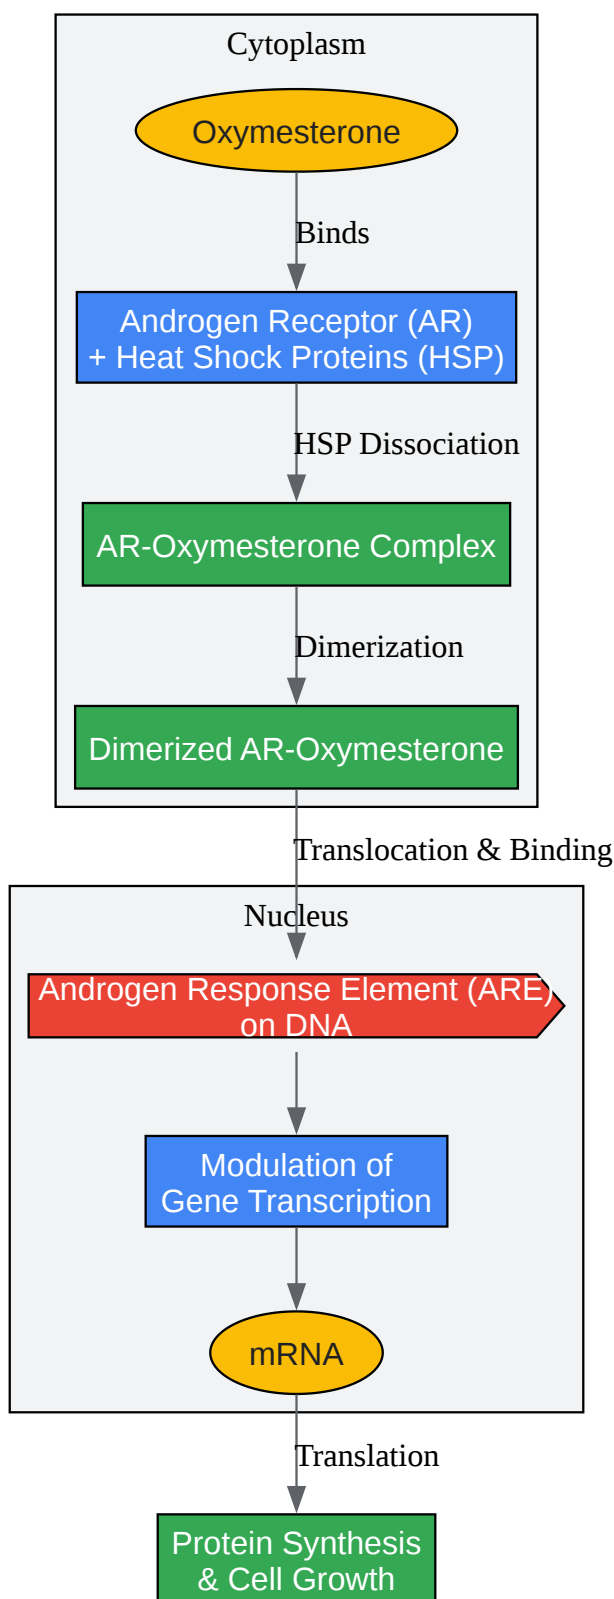 Cytoplasm
Oxymesterone
Binds
Androgen Receptor (AR)
+ Heat Shock Proteins (HSP)
HSP Dissociation
AR-Oxymesterone Complex
Dimerization
Dimerized AR-Oxymesterone
Translocation & Binding
Nucleus
Androgen Response Element (ARE)
on DNA
Modulation of
Gene Transcription
mRNA
Translation
Protein Synthesis
& Cell Growth